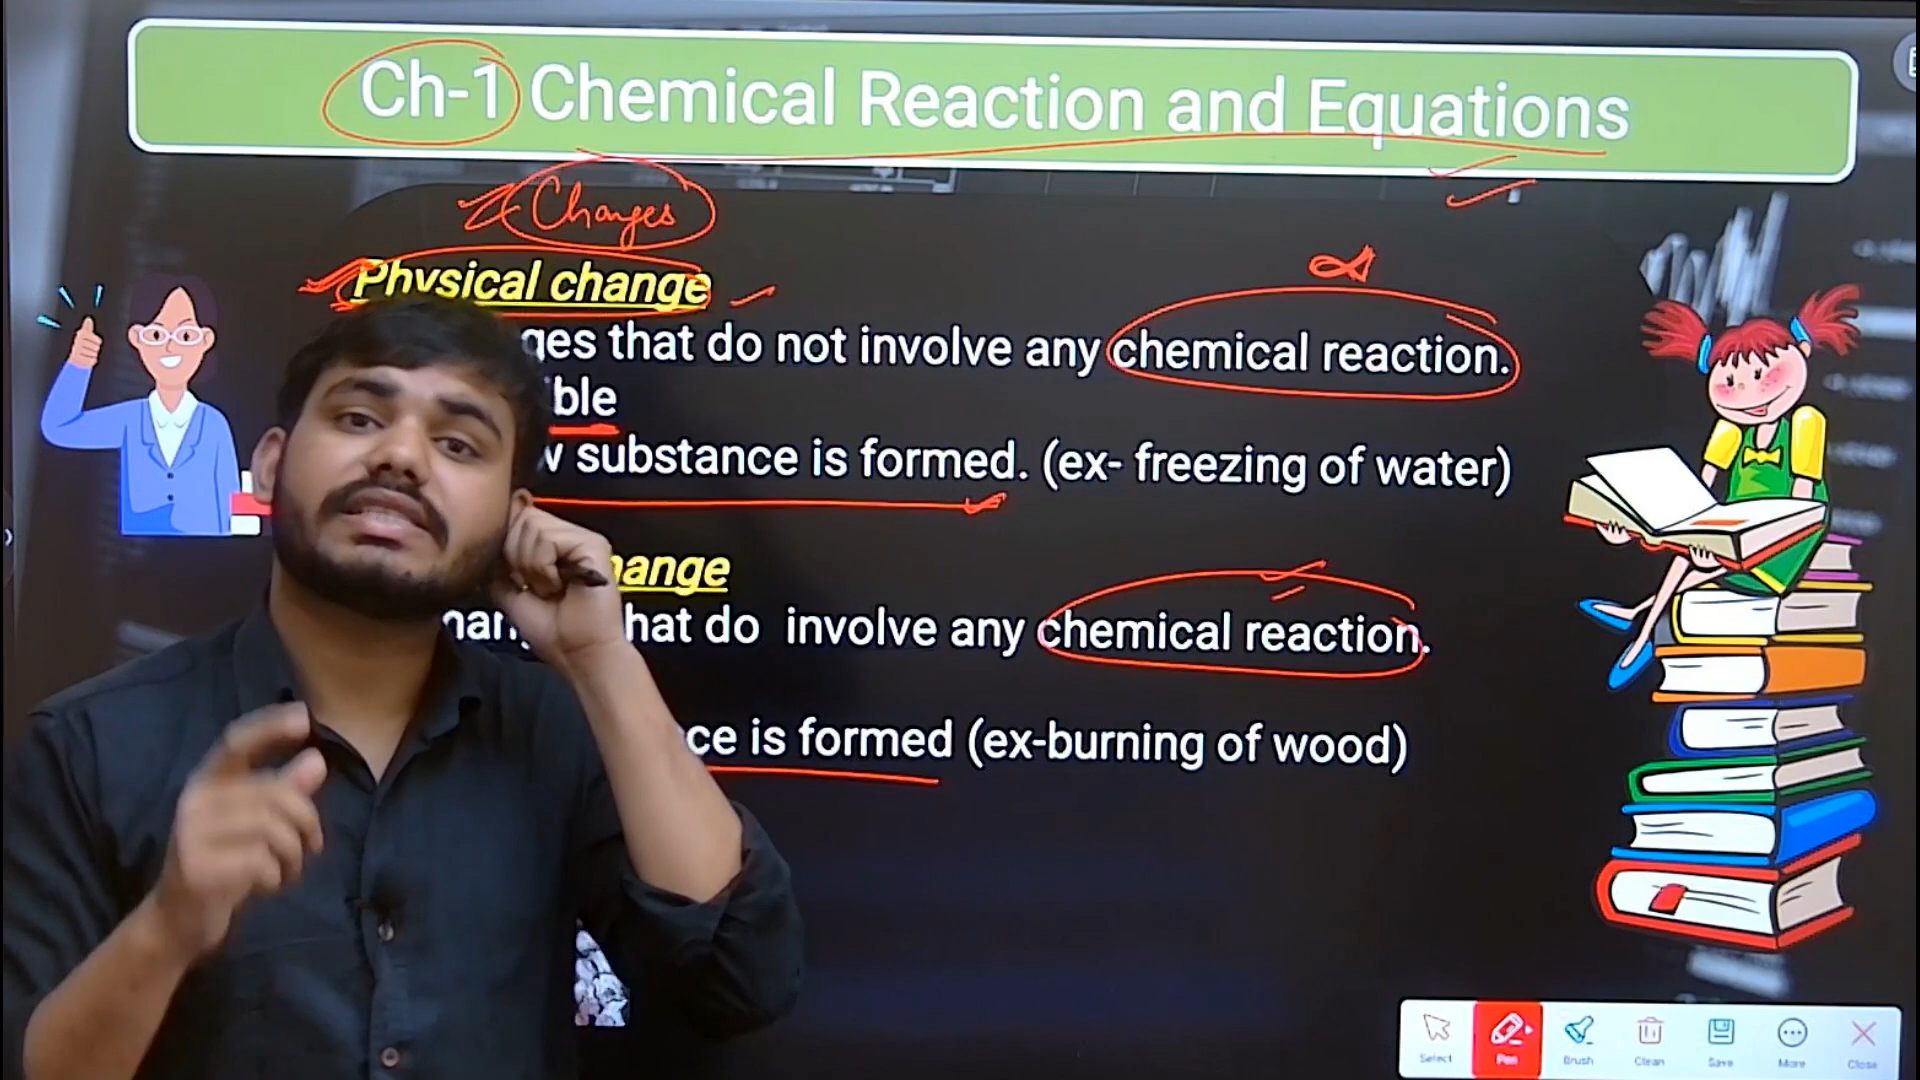 Ch-1 Chemical Reaction and Equations
Changes
Physical change
ges that do not involve any chemical reaction.
ble
substance is formed. (ex- freezing of water)
hange
hat do involve any chemical reaction.
ce is formed (ex-burning of wood)
Select Pen Brush Clean Save More Close